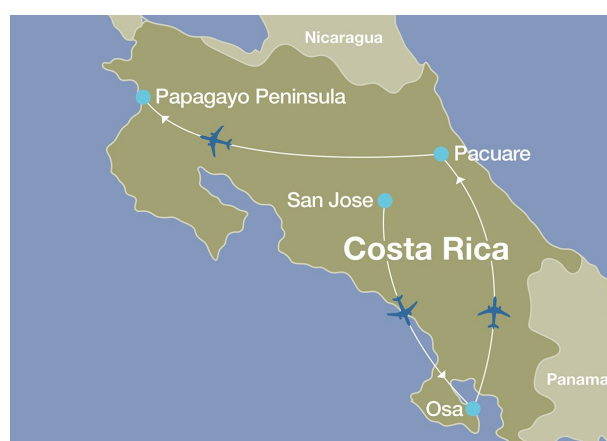 Nicaragua
Papagayo Peninsula
Pacuare
San Jose
Costa Rica
Panama
Osa